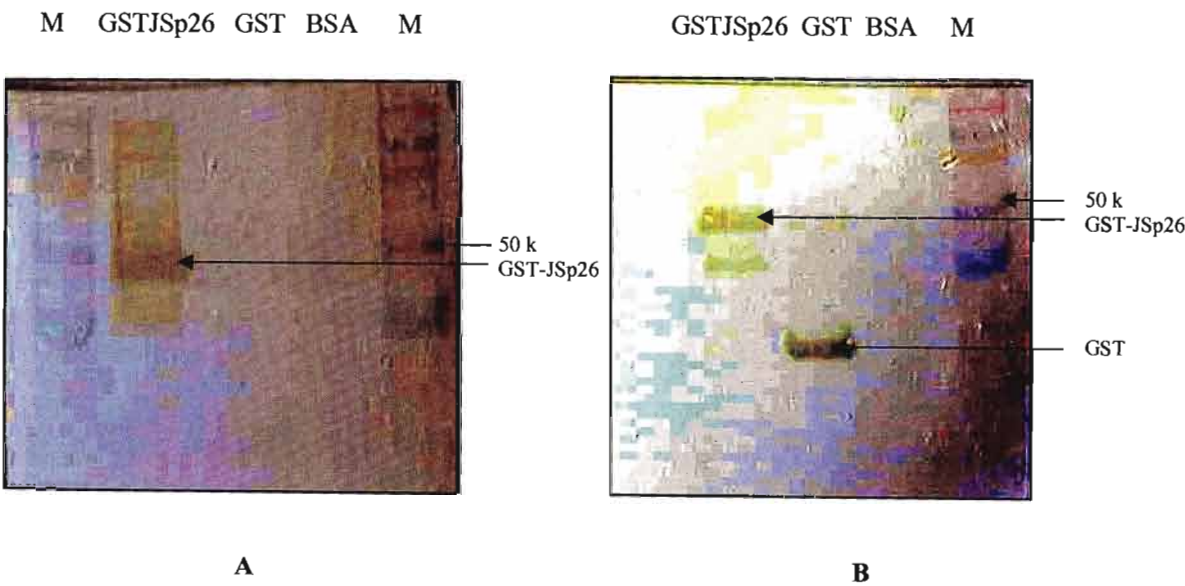 M GSTJSp26 GST BSA M
50 k
GST-JSp26
A
GSTJSp26 GST BSA M
50 k
GST-JSp26
GST
B